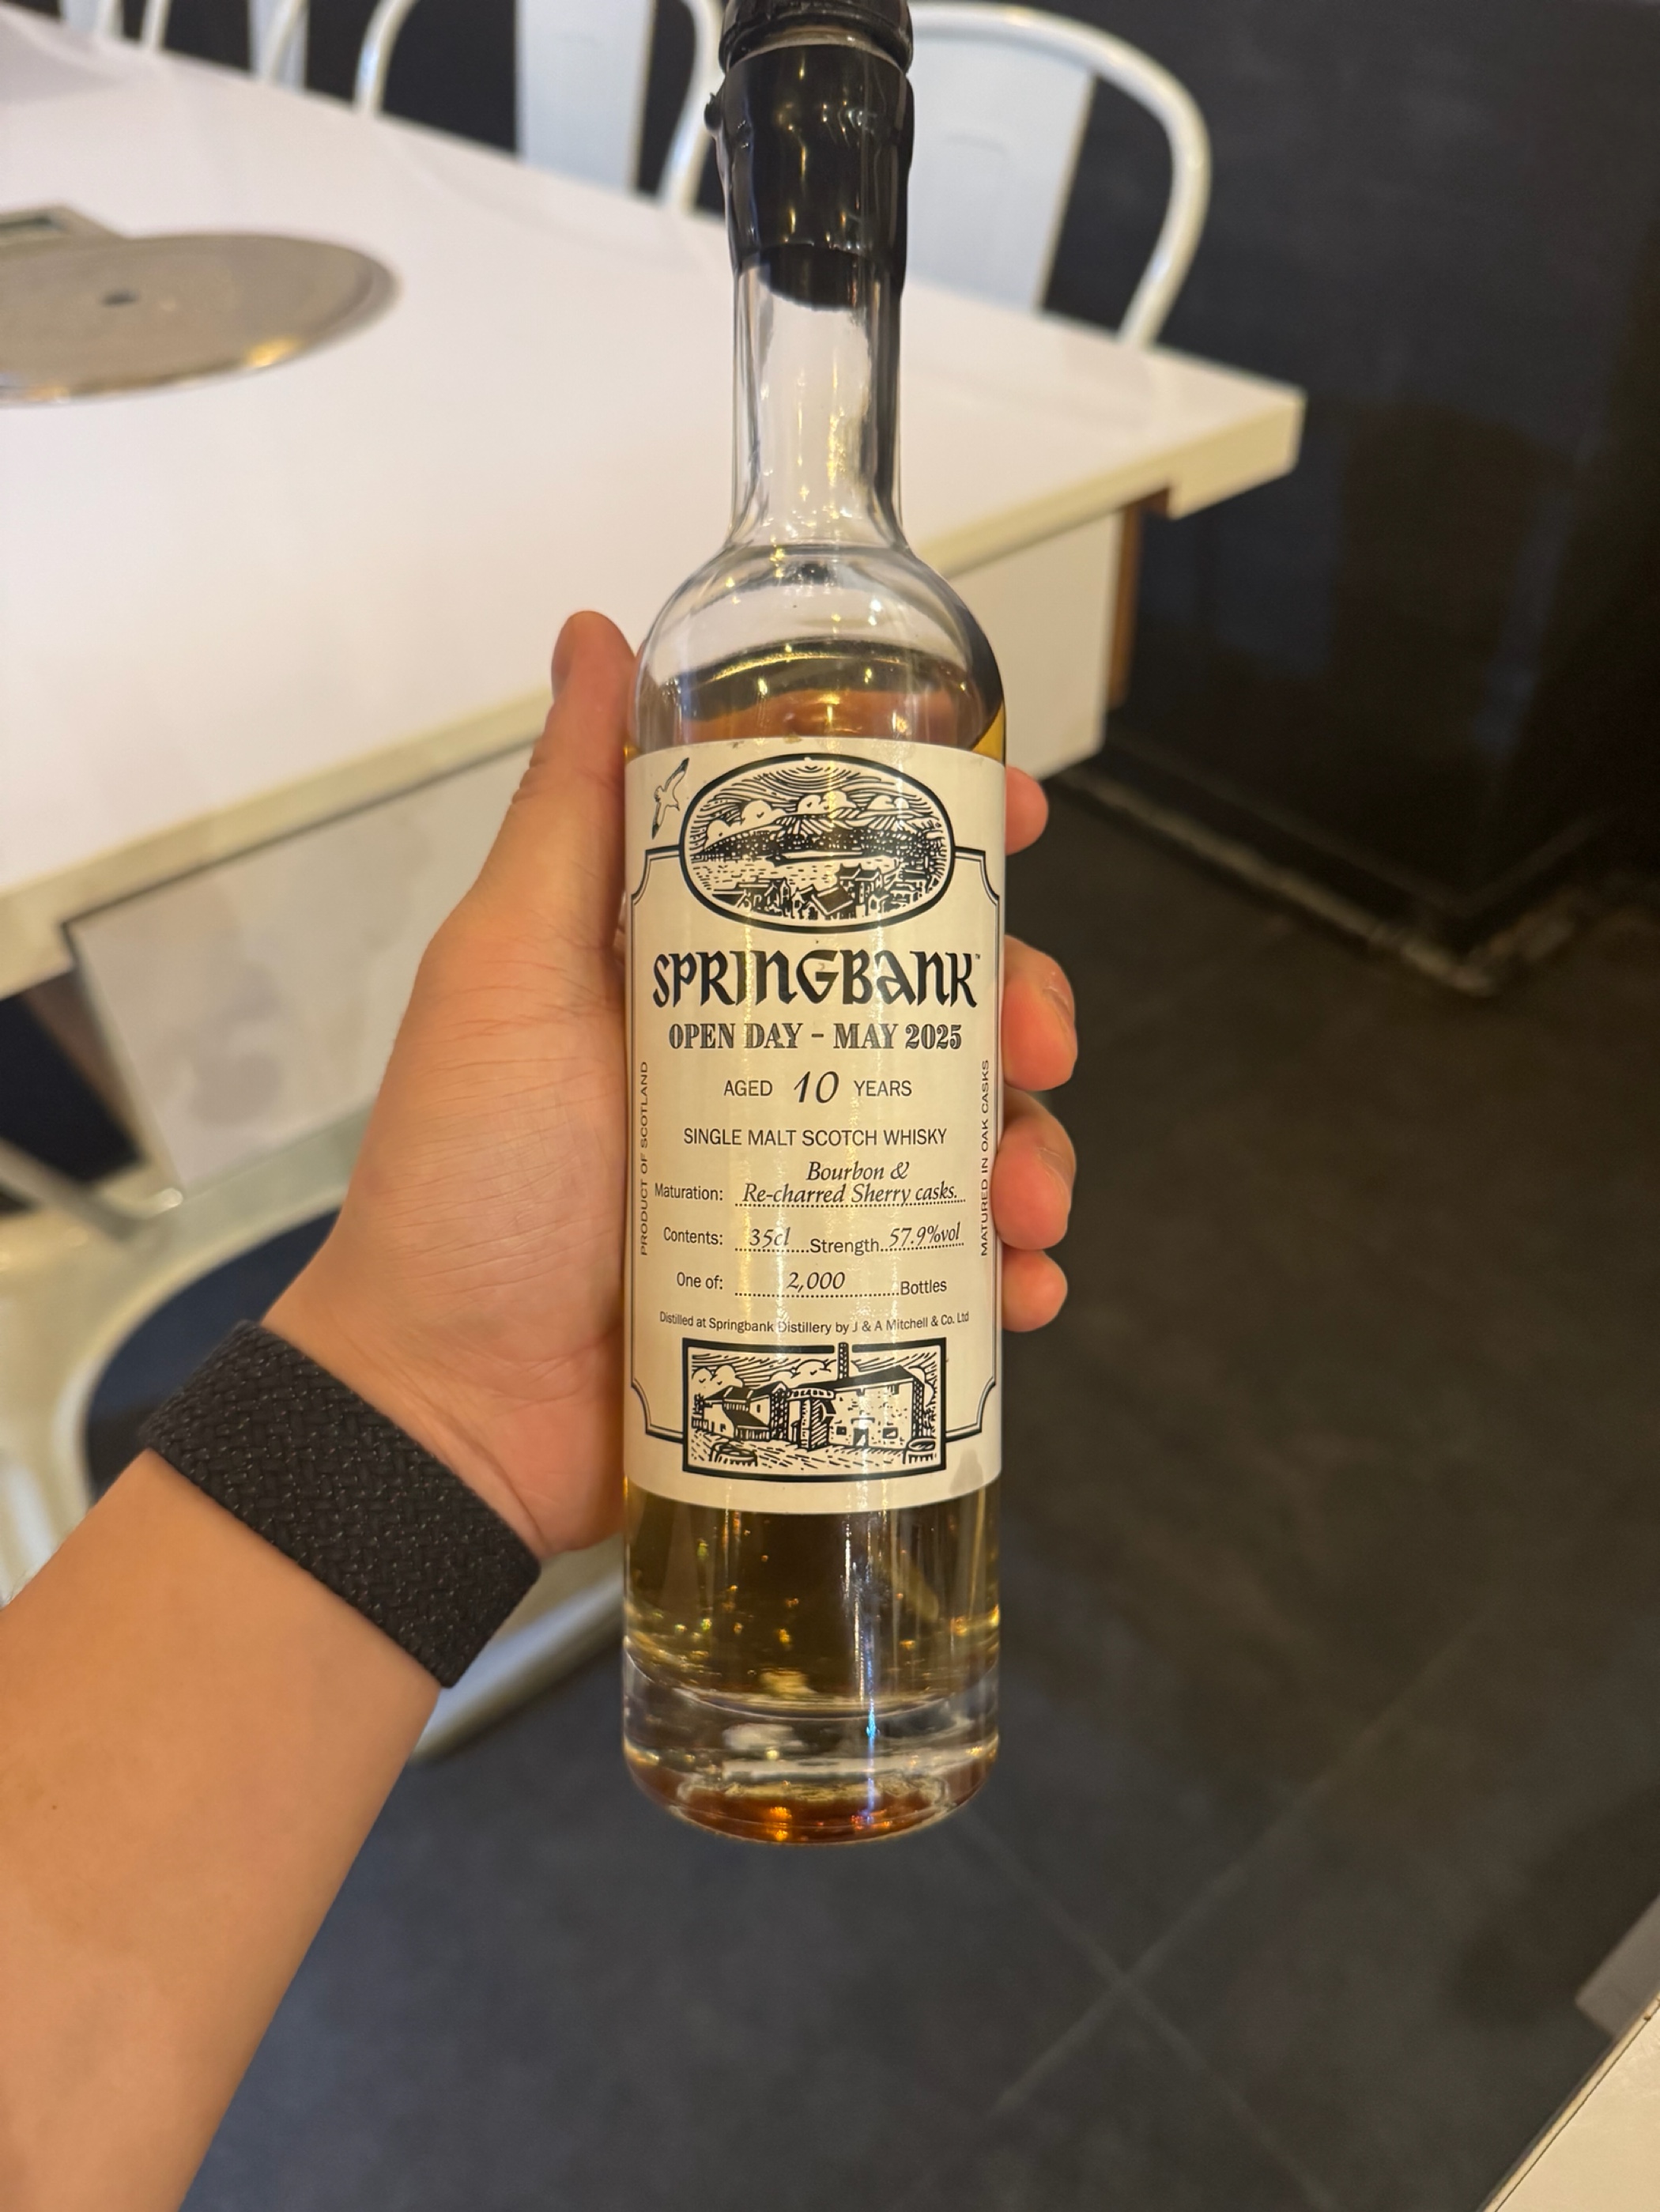 SPRINGBANK™
OPEN DAY - MAY 2025
AGED 10 YEARS
SINGLE MALT SCOTCH WHISKY
Bourbon &
Maturation: Re-charred Sherry casks.
Contents: 35cl Strength 57.9%vol
One of: 2,000 Bottles
Distilled at Springbank Distillery by J & A Mitchell & Co. Ltd
PRODUCT OF SCOTLAND
MATURED IN OAK CASKS